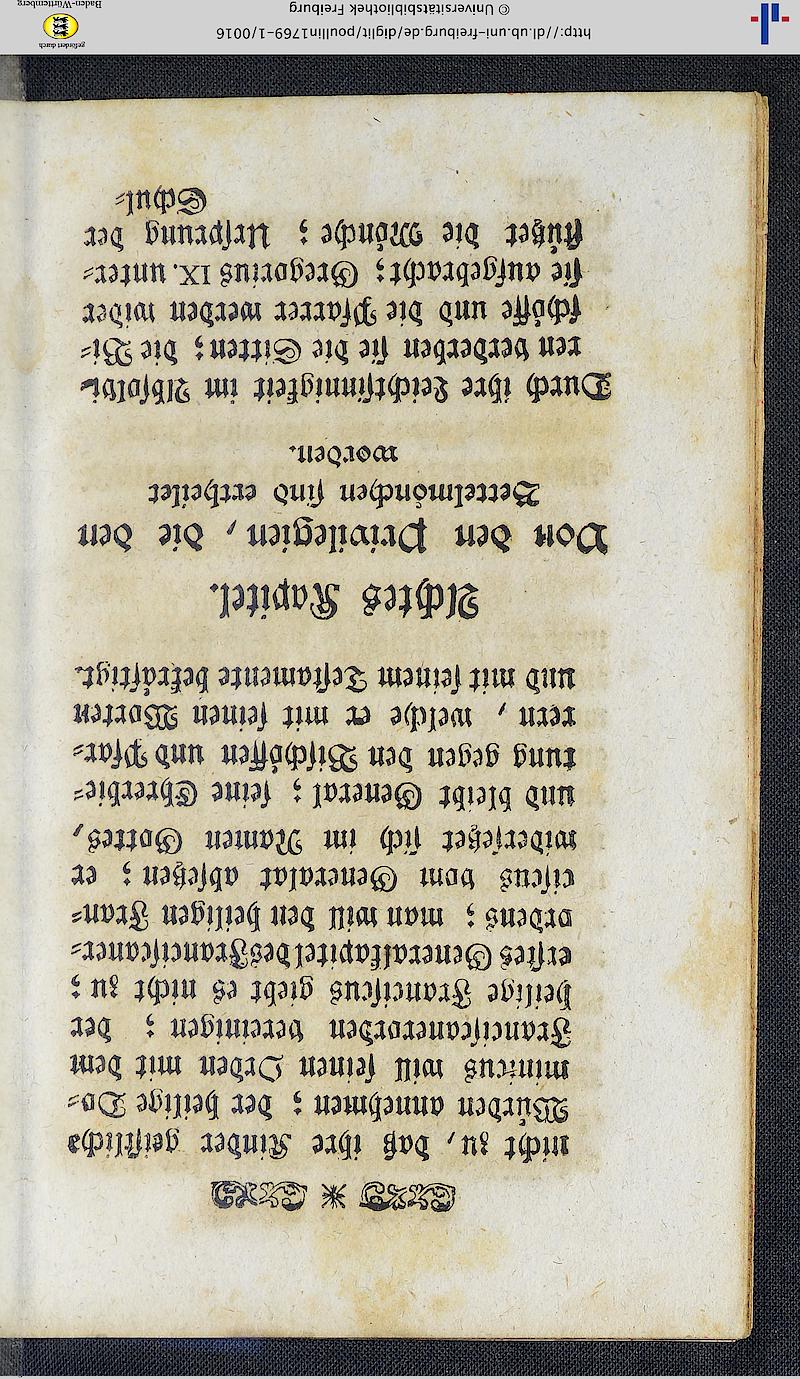 nicht zu, daß ihre Kinder geistliche
Würden annehmen; der heilige Do-
minicus will seinen Orden mit dem
Franciscanerorden vereinigen; der
heilige Franciscus giebt es nicht zu;
erstes Generalkapitel des Franciscaner-
ordens; man will den heiligen Fran-
ciscus vom Generalat absetzen; er
widersetzet sich im Namen Gottes,
und bleibt General; seine Ehrerbie-
tung gegen den Bischöffen und Pfar-
rern, welche er mit seinen Worten
und mit seinem Testamente bekräftigt.
Achtes Kapitel.
Von den Privilegien, die den
Bettelmönchen sind ertheilet
worden.
Durch ihre Leichtsinnigkeit im Absolvi-
ren verderben sie die Sitten; die Bi-
schöffe und die Pfarrer werden wider
sie aufgebracht; Gregorius IX. unter-
stüzet die Mönche; Ursprung der
Schul-
http://dl.ub.uni-freiburg.de/diglit/poullin1769-1/0016
© Universitätsbibliothek Freiburg
gefördert durch
Baden-Württemberg